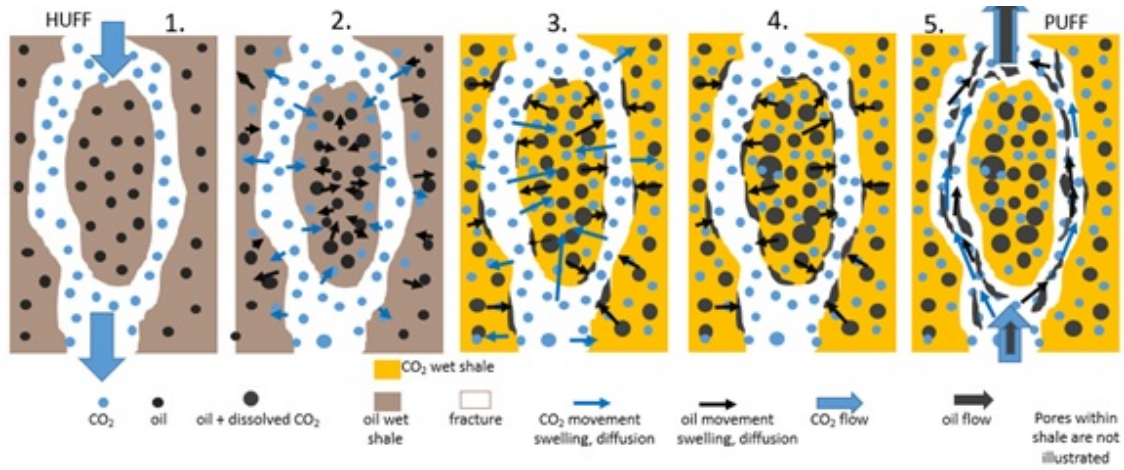 HUFF 1. 2. 3. 4. 5. PUFF
CO2 wet shale
CO2 oil oil + dissolved CO2 oil wet shale fracture CO2 movement swelling, diffusion oil movement swelling, diffusion CO2 flow oil flow Pores within shale are not illustrated